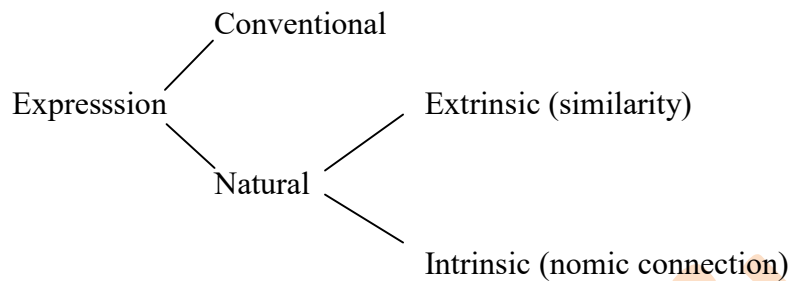 Conventional
Expresssion
Extrinsic (similarity)
Natural
Intrinsic (nomic connection)